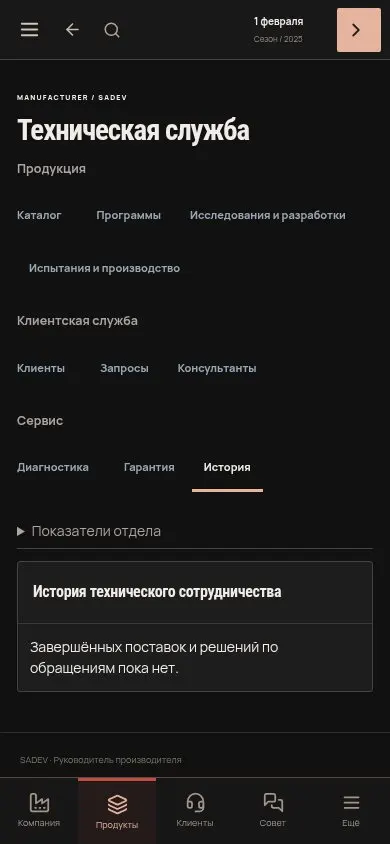 1 февраля
Сезон / 2025
MANUFACTURER / SADEV
Техническая служба
Продукция
Каталог Программы Исследования и разработки
Испытания и производство
Клиентская служба
Клиенты Запросы Консультанты
Сервис
Диагностика Гарантия История
Показатели отдела
История технического сотрудничества
Завершённых поставок и решений по
обращениям пока нет.
SADEV · Руководитель производителя
Компания Продукты Клиенты Совет Ещё